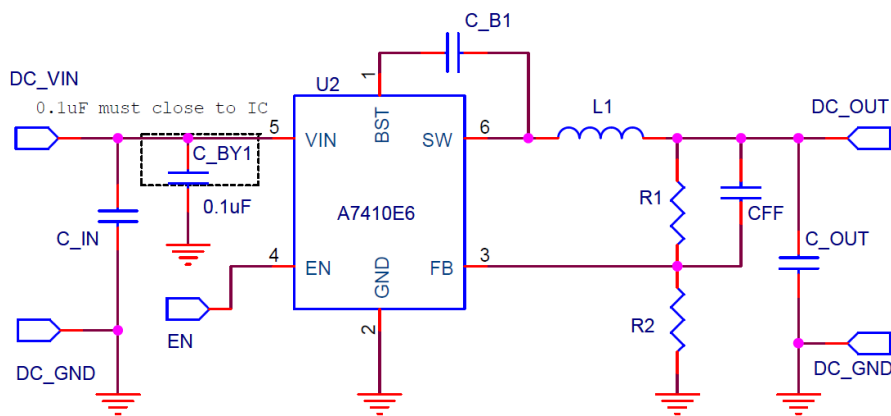 C_B1
DC_VIN
U2
1
0.1uF must close to IC
L1
DC_OUT
5
VIN
BST
SW
6
C_BY1
0.1uF
A7410E6
R1
CFF
C_IN
C_OUT
4
EN
GND
FB
3
EN
2
R2
DC_GND
DC_GND